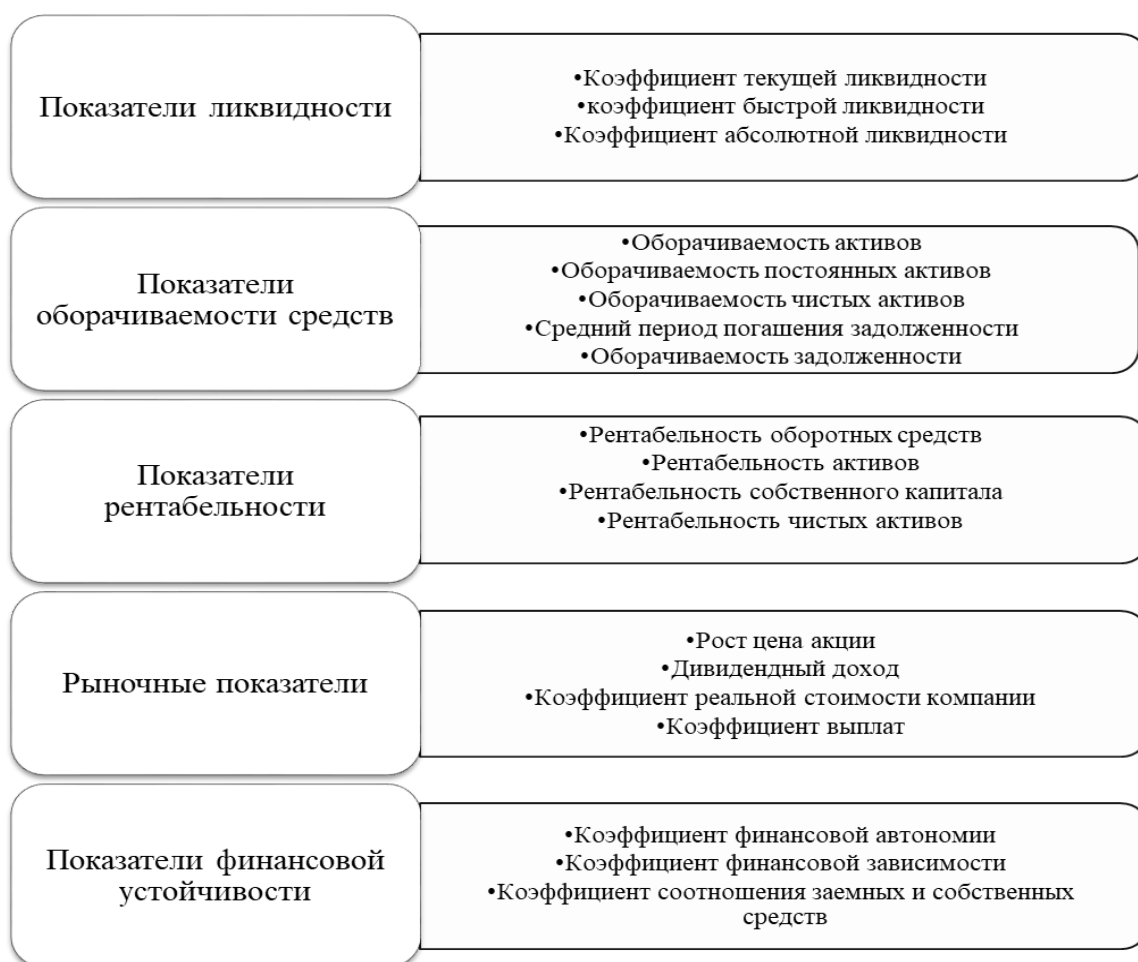 Показатели ликвидности
•Коэффициент текущей ликвидности
•коэффициент быстрой ликвидности
•Коэффициент абсолютной ликвидности
Показатели
оборачиваемости средств
•Оборачиваемость активов
•Оборачиваемость постоянных активов
•Оборачиваемость чистых активов
•Средний период погашения задолженности
•Оборачиваемость задолженности
Показатели
рентабельности
•Рентабельность оборотных средств
•Рентабельность активов
•Рентабельность собственного капитала
•Рентабельность чистых активов
Рыночные показатели
•Рост цена акции
•Дивидендный доход
•Коэффициент реальной стоимости компании
•Коэффициент выплат
Показатели финансовой
устойчивости
•Коэффициент финансовой автономии
•Коэффициент финансовой зависимости
•Коэффициент соотношения заемных и собственных
средств